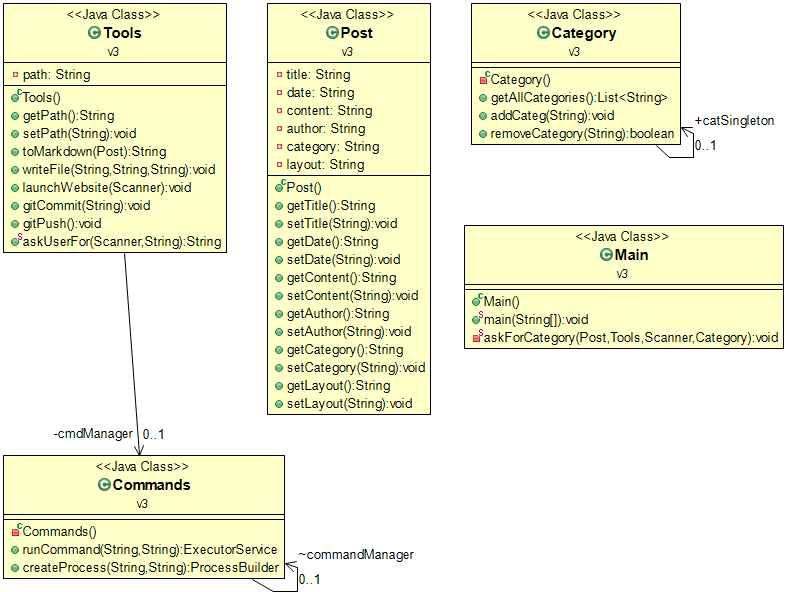 <<Java Class>>
Tools
v3
path: String
Tools()
getPath():String
setPath(String):void
toMarkdown(Post):String
writeFile(String,String,String):void
launchWebsite(Scanner):void
gitCommit(String):void
gitPush():void
askUserFor(Scanner,String):String
<<Java Class>>
Post
v3
title: String
date: String
content: String
author: String
category: String
layout: String
Post()
getTitle():String
setTitle(String):void
getDate():String
setDate(String):void
getContent():String
setContent(String):void
getAuthor():String
setAuthor(String):void
getCategory():String
setCategory(String):void
getLayout():String
setLayout(String):void
<<Java Class>>
Category
v3
Category()
getAllCategories():List<String>
addCateg(String):void
removeCategory(String):boolean
+catSingleton
0..1
<<Java Class>>
Main
v3
Main()
main(String[]):void
askForCategory(Post,Tools,Scanner,Category):void
-cmdManager 0..1
<<Java Class>>
Commands
v3
Commands()
runCommand(String,String):ExecutorService
createProcess(String,String):ProcessBuilder
~commandManager
0..1